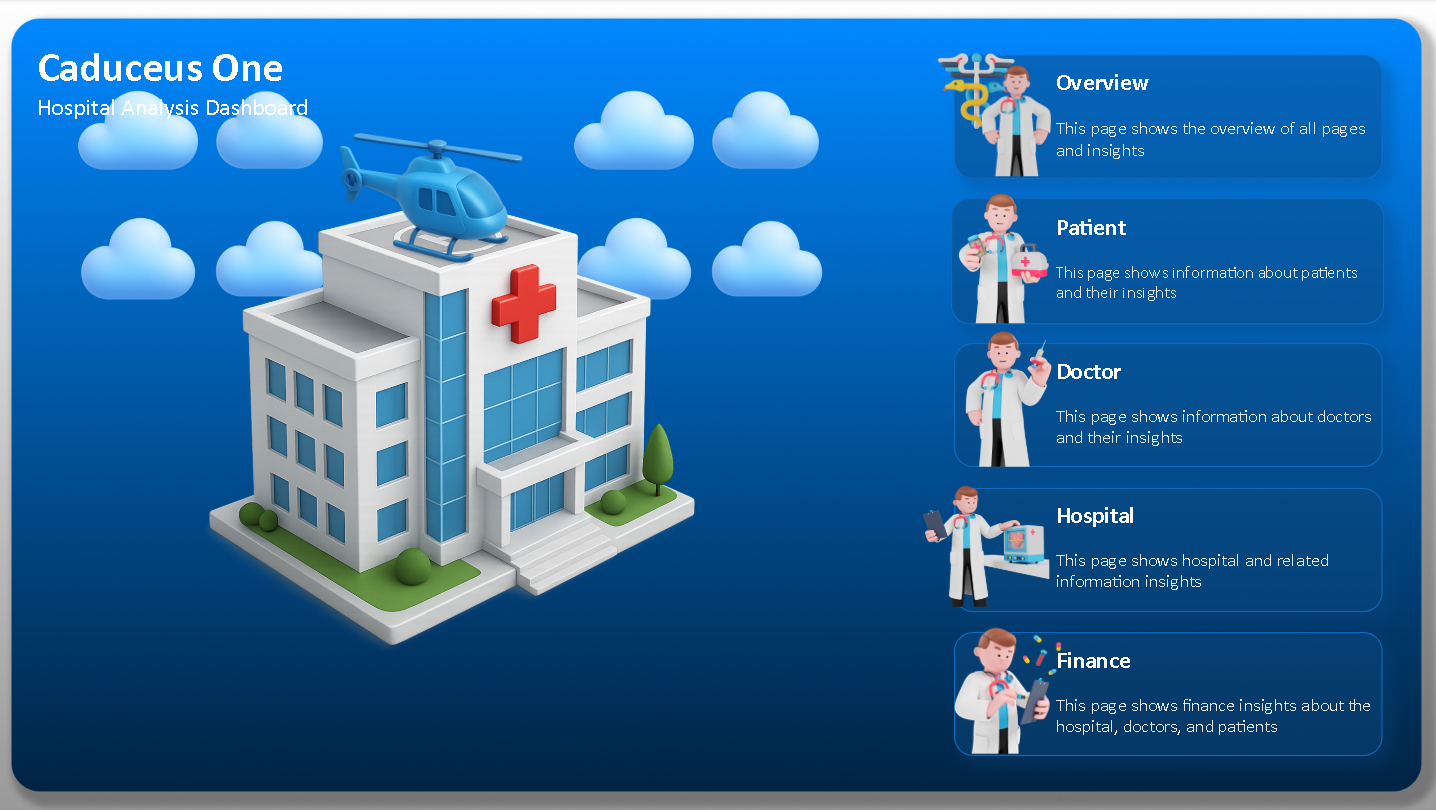 Caduceus One
Hospital Analysis Dashboard
Overview
This page shows the overview of all pages
and insights
Patient
This page shows information about patients
and their insights
Doctor
This page shows information about doctors
and their insights
Hospital
This page shows hospital and related
information insights
Finance
This page shows finance insights about the
hospital, doctors, and patients